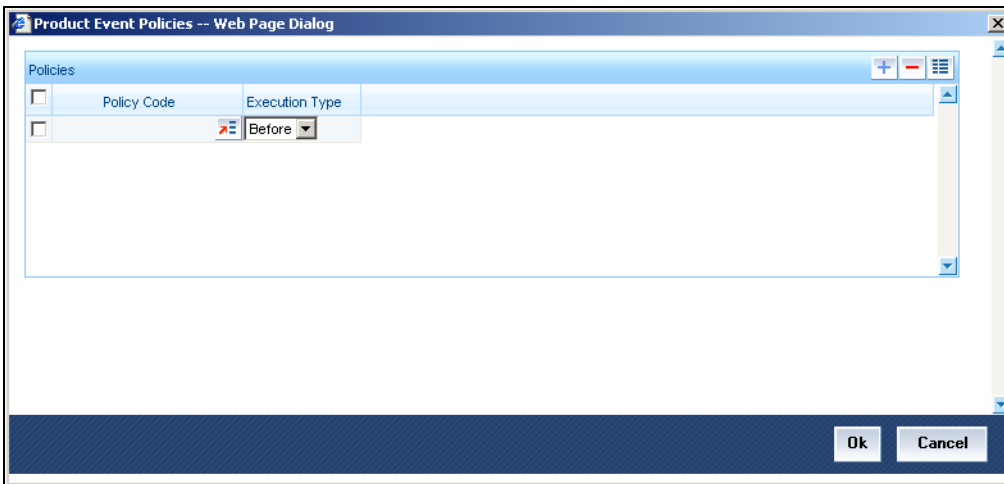 Product Event Policies -- Web Page Dialog
Policies
Policy Code Execution Type
Before
Ok Cancel